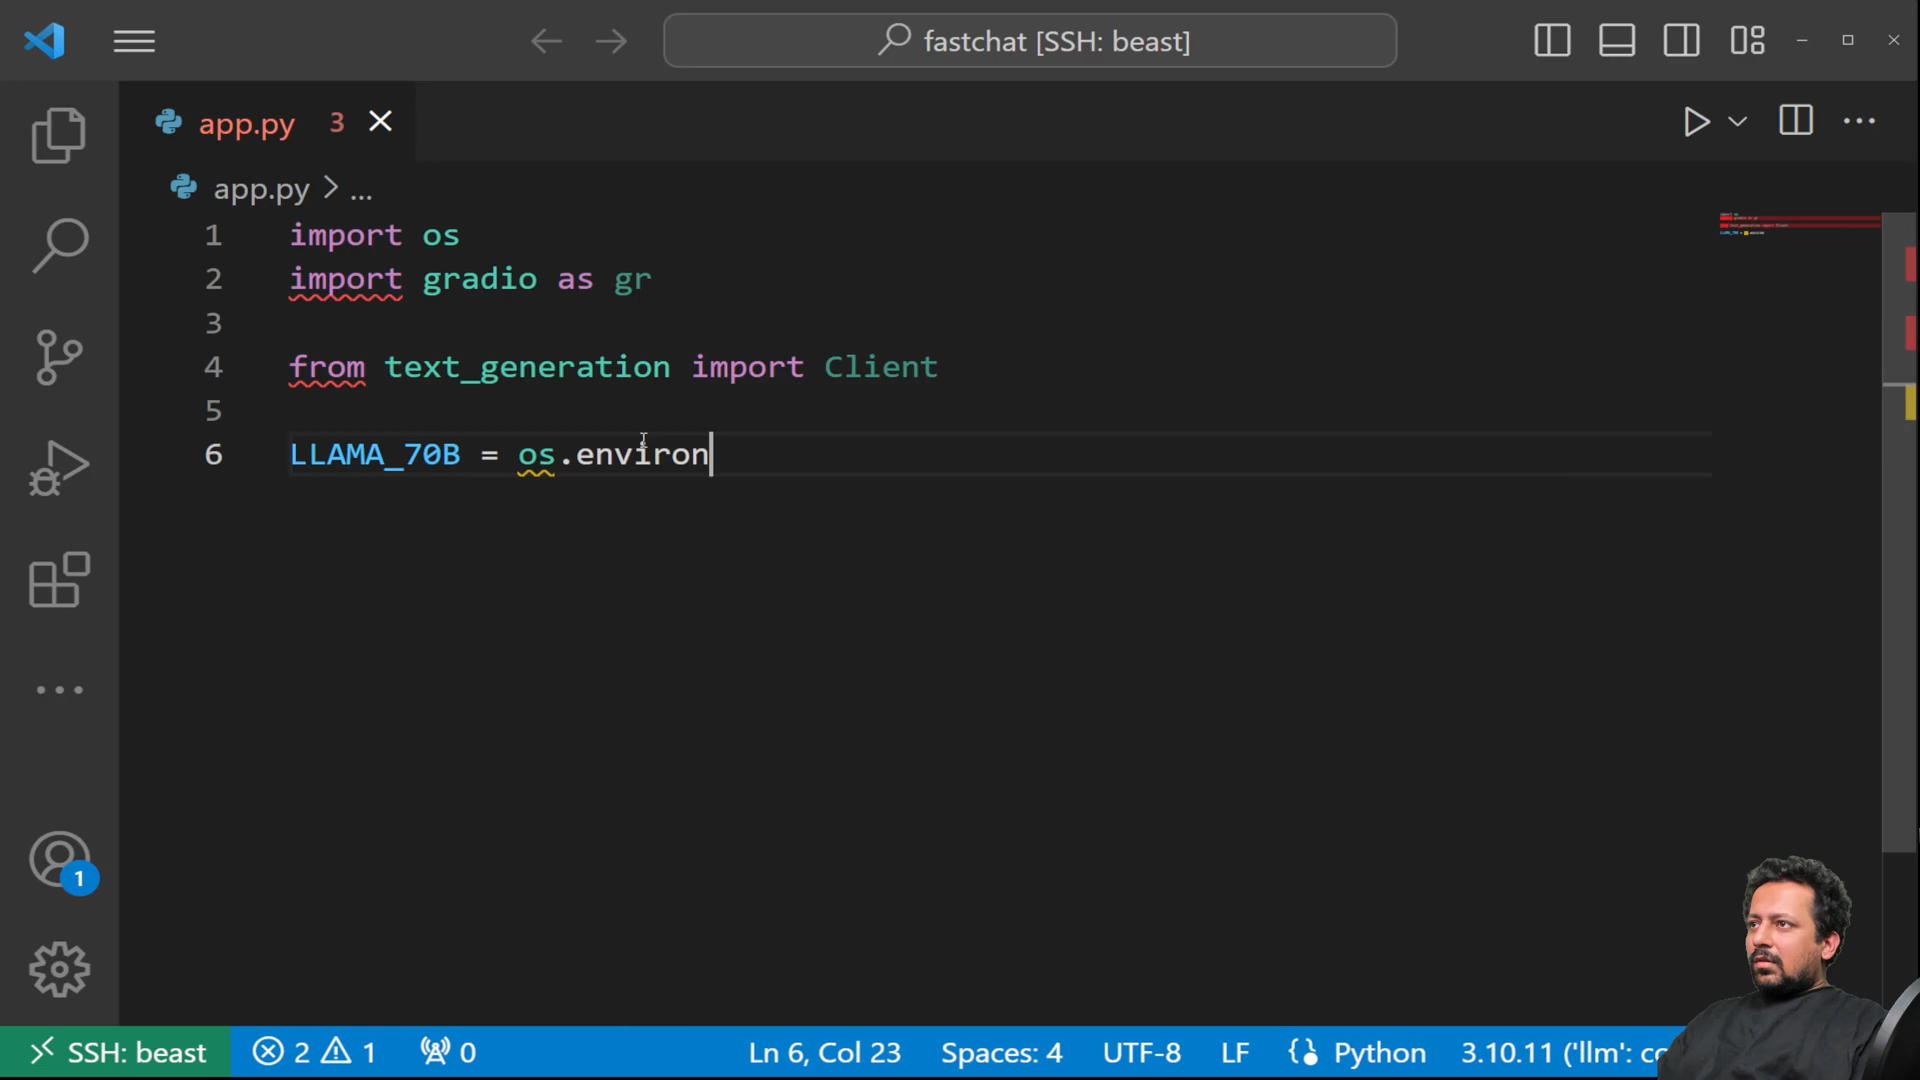 fastchat [SSH: beast]
app.py 3
app.py > ...
1 import os
2 import gradio as gr
3
4 from text_generation import Client
5
6 LLAMA_70B = os.environ
1
SSH: beast 2 1 0 Ln 6, Col 23 Spaces: 4 UTF-8 LF Python 3.10.11 ('llm': co